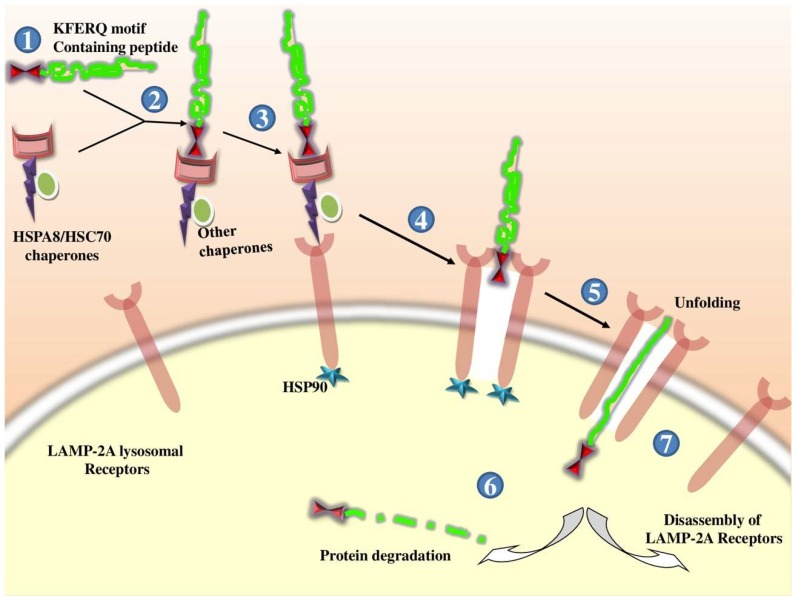 1
KFERQ motif
Containing peptide
2
3
HSPA8/HSC70
chaperones
Other
chaperones
4
5
Unfolding
HSP90
LAMP-2A lysosomal
Receptors
7
6
Protein degradation
Disassembly of
LAMP-2A Receptors